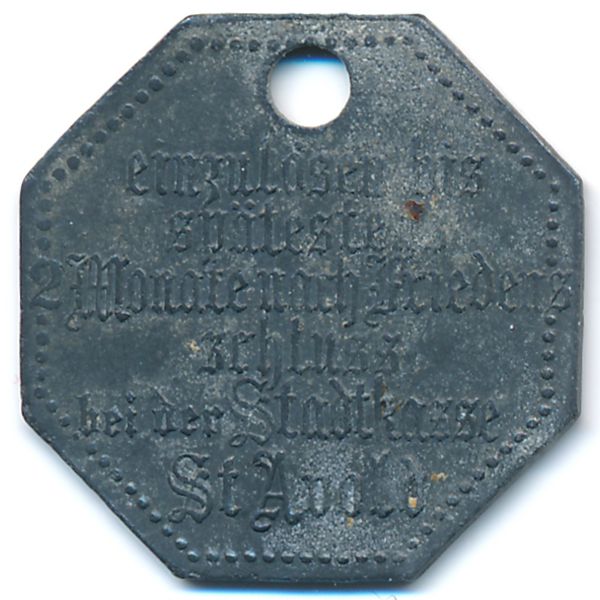 einzulösen bis
spätestens
2 Monate nach Friedens
schluss
bei der Stadtkasse
St Avold